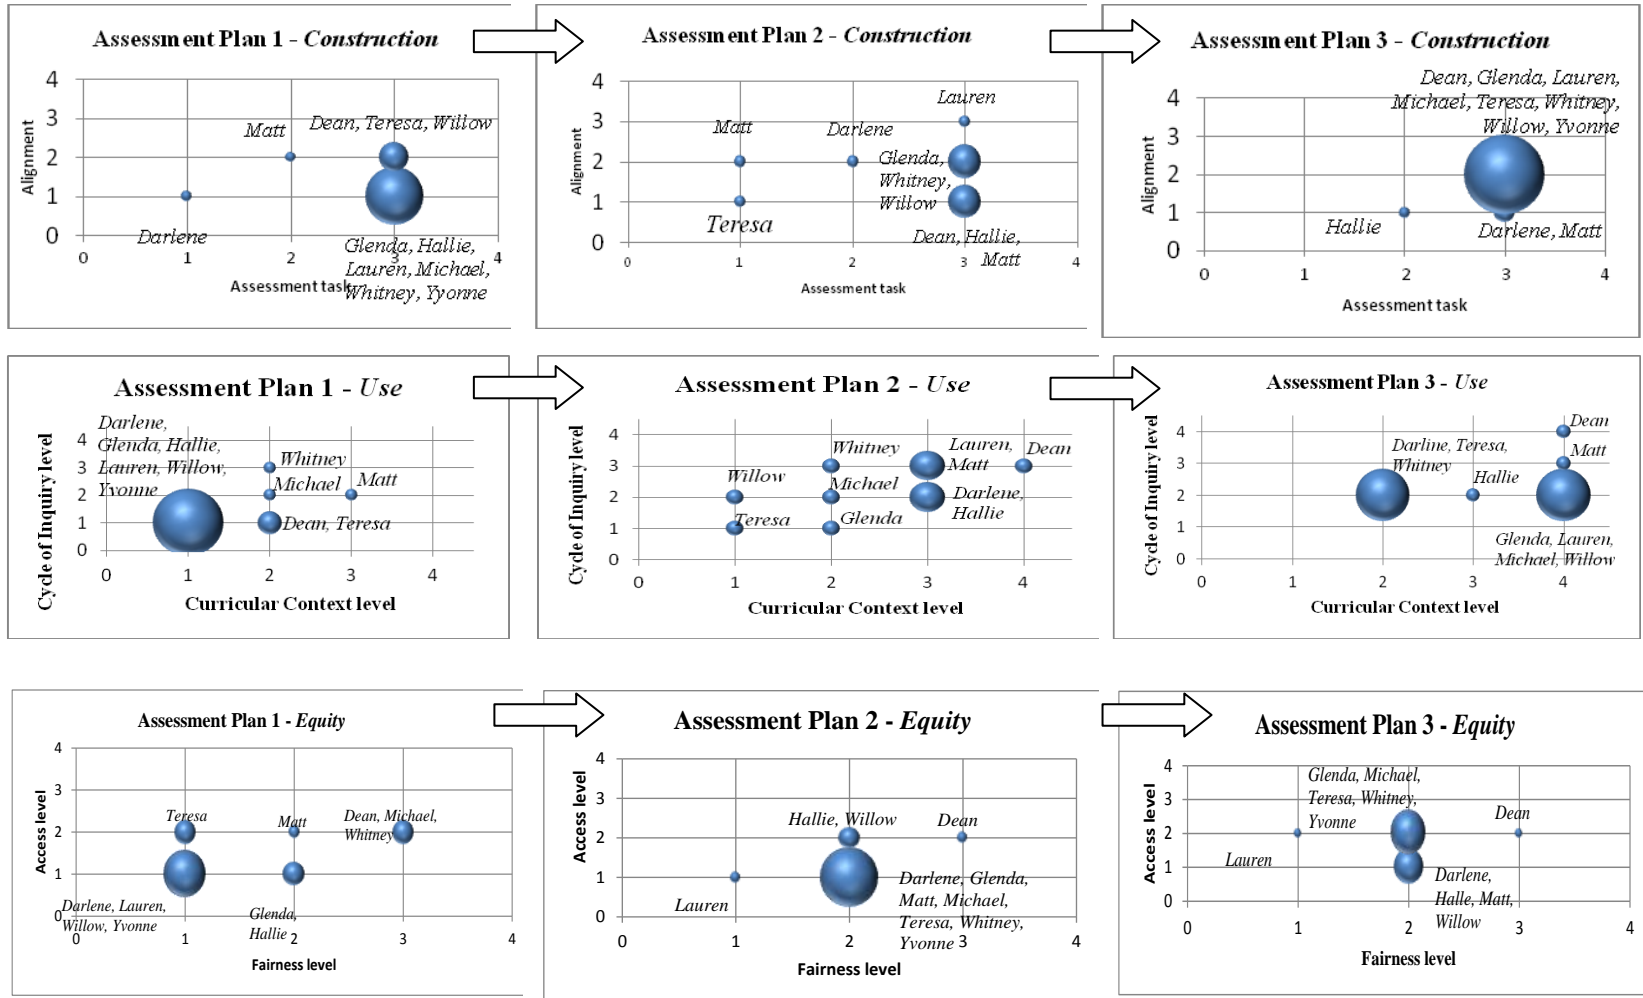 Assessment Plan 1 - Construction
4
3
2
1
0
Alignment
Matt
Dean, Teresa, Willow
Darlene
Glenda, Hallie,
Lauren, Michael,
Whitney, Yvonne
0
1
2
3
4
Assessment task
Assessment Plan 2 - Construction
4
3
2
1
0
Alignment
Lauren
Matt
Darlene
Glenda,
Whitney,
Willow
Teresa
Dean, Hallie,
Matt
0
1
2
3
4
Assessment task
Assessment Plan 3 - Construction
Dean, Glenda, Lauren,
Michael, Teresa, Whitney,
Willow, Yvonne
4
3
2
1
0
Alignment
Hallie
Darlene, Matt
0
1
2
3
4
Assessment task
Assessment Plan 1 - Use
Darlene,
Glenda, Hallie,
Lauren, Willow,
Yvonne
4
3
2
1
0
Cycle of Inquiry level
Whitney
Michael
Matt
Dean, Teresa
0
1
2
3
4
Curricular Context level
Assessment Plan 2 - Use
4
3
2
1
0
Cycle of Inquiry level
Whitney
Lauren,
Matt
Dean
Willow
Michael
Darlene,
Hallie
Teresa
Glenda
0
1
2
3
4
Curricular Context level
Assessment Plan 3 - Use
4
3
2
1
0
Cycle of Inquiry level
Dean
Matt
Darline, Teresa,
Whitney
Hallie
Glenda, Lauren,
Michael, Willow
0
1
2
3
4
Curricular Context level
Assessment Plan 1 - Equity
4
3
2
1
0
Access level
Teresa
Matt
Dean, Michael,
Whitney
Darlene, Lauren,
Willow, Yvonne
Glenda,
Hallie
1
2
3
4
Fairness level
Assessment Plan 2 - Equity
4
3
2
1
0
Access level
Hallie, Willow
Dean
Lauren
Darlene, Glenda,
Matt, Michael,
Teresa, Whitney,
Yvonne
0
1
2
3
4
Fairness level
Assessment Plan 3 - Equity
4
3
2
1
0
Access level
Glenda, Michael,
Teresa, Whitney,
Yvonne
Dean
Lauren
Darlene,
Halle, Matt,
Willow
0
1
2
3
4
Fairness level